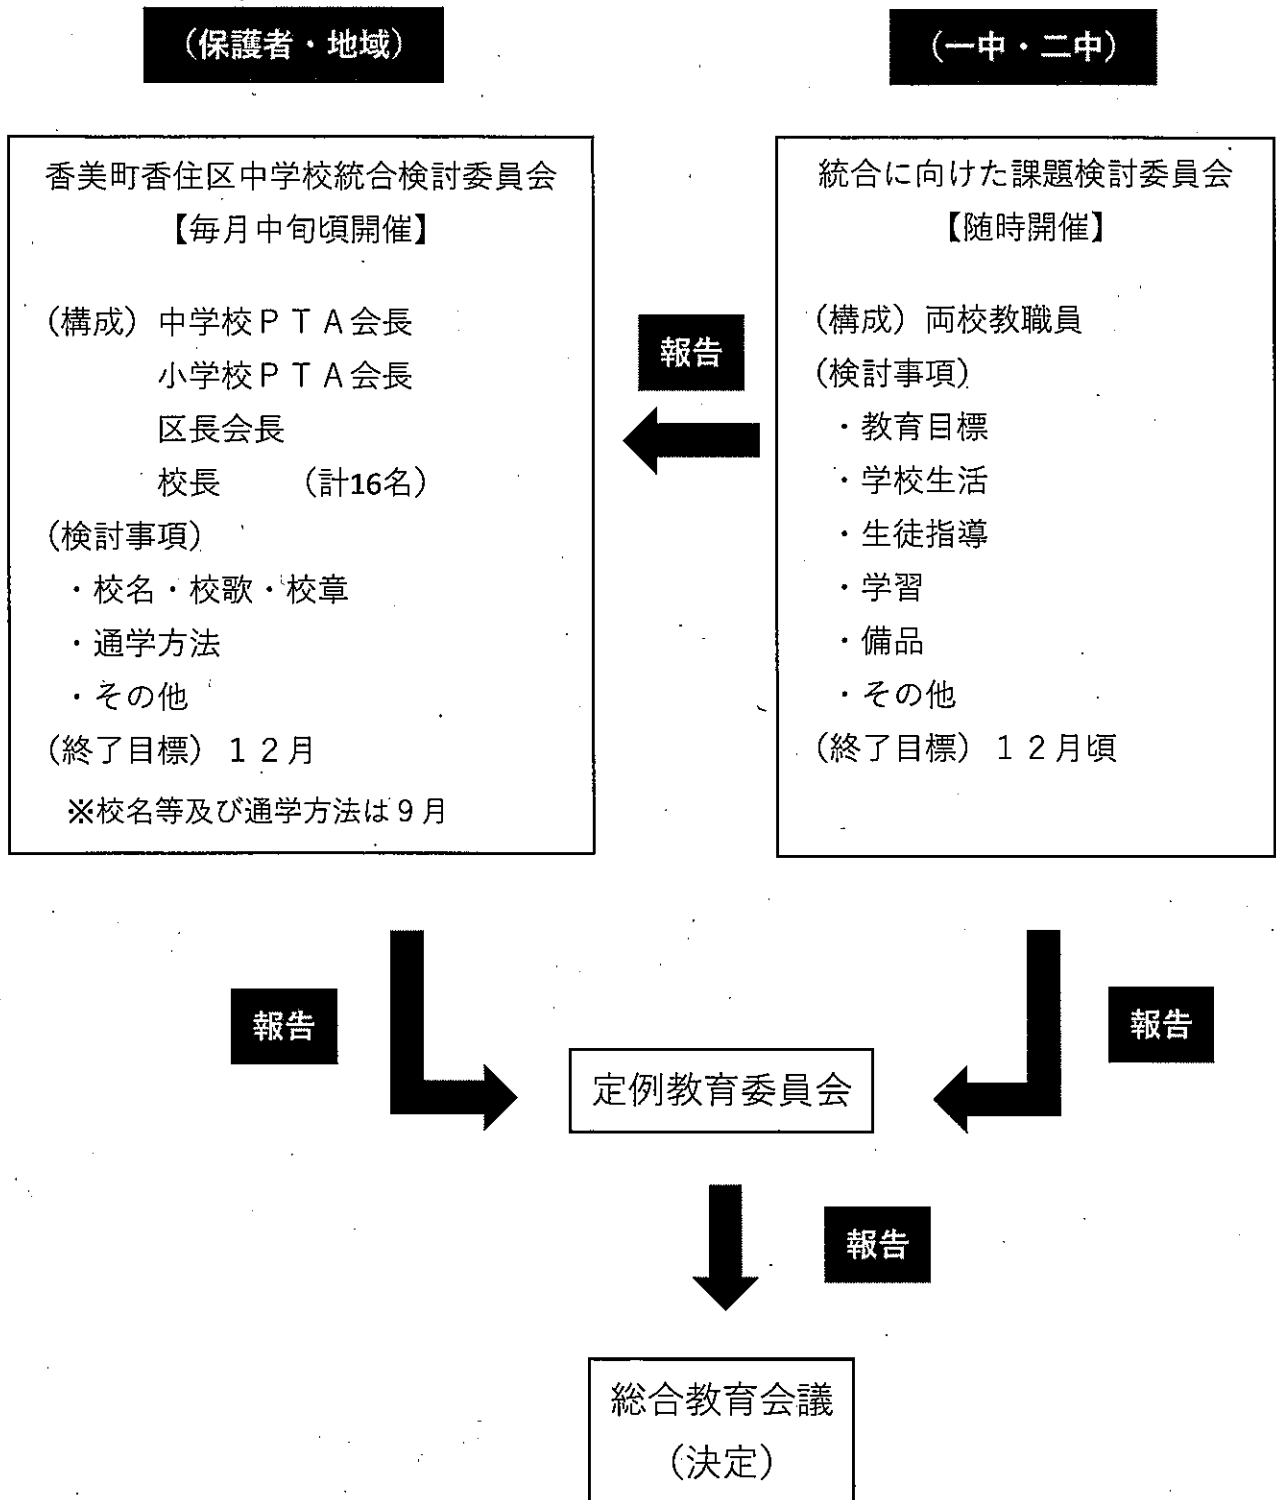 （保護者・地域）
香美町香住区中学校統合検討委員会
【毎月中旬頃開催】
（構成）中学校ＰＴＡ会長
小学校ＰＴＡ会長
区長会長
校長　　（計16名）
（検討事項）
・校名・校歌・校章
・通学方法
・その他
（終了目標）１２月
※校名等及び通学方法は９月
（一中・二中）
統合に向けた課題検討委員会
【随時開催】
（構成）両校教職員
（検討事項）
・教育目標
・学校生活
・生徒指導
・学習
・備品
・その他
（終了目標）１２月頃
報告
報告
報告
定例教育委員会
報告
総合教育会議
（決定）